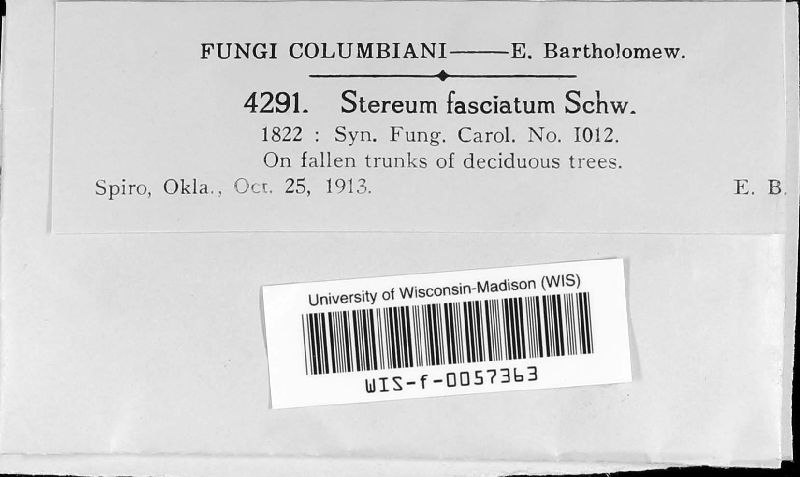 FUNGI COLUMBIANI——E. Bartholomew.
4291. Stereum fasciatum Schw.
1822 : Syn. Fung. Carol. No. 1012.
On fallen trunks of deciduous trees.
Spiro, Okla., Oct. 25, 1913. E. B.
University of Wisconsin-Madison (WIS)
WIS-f-0057363